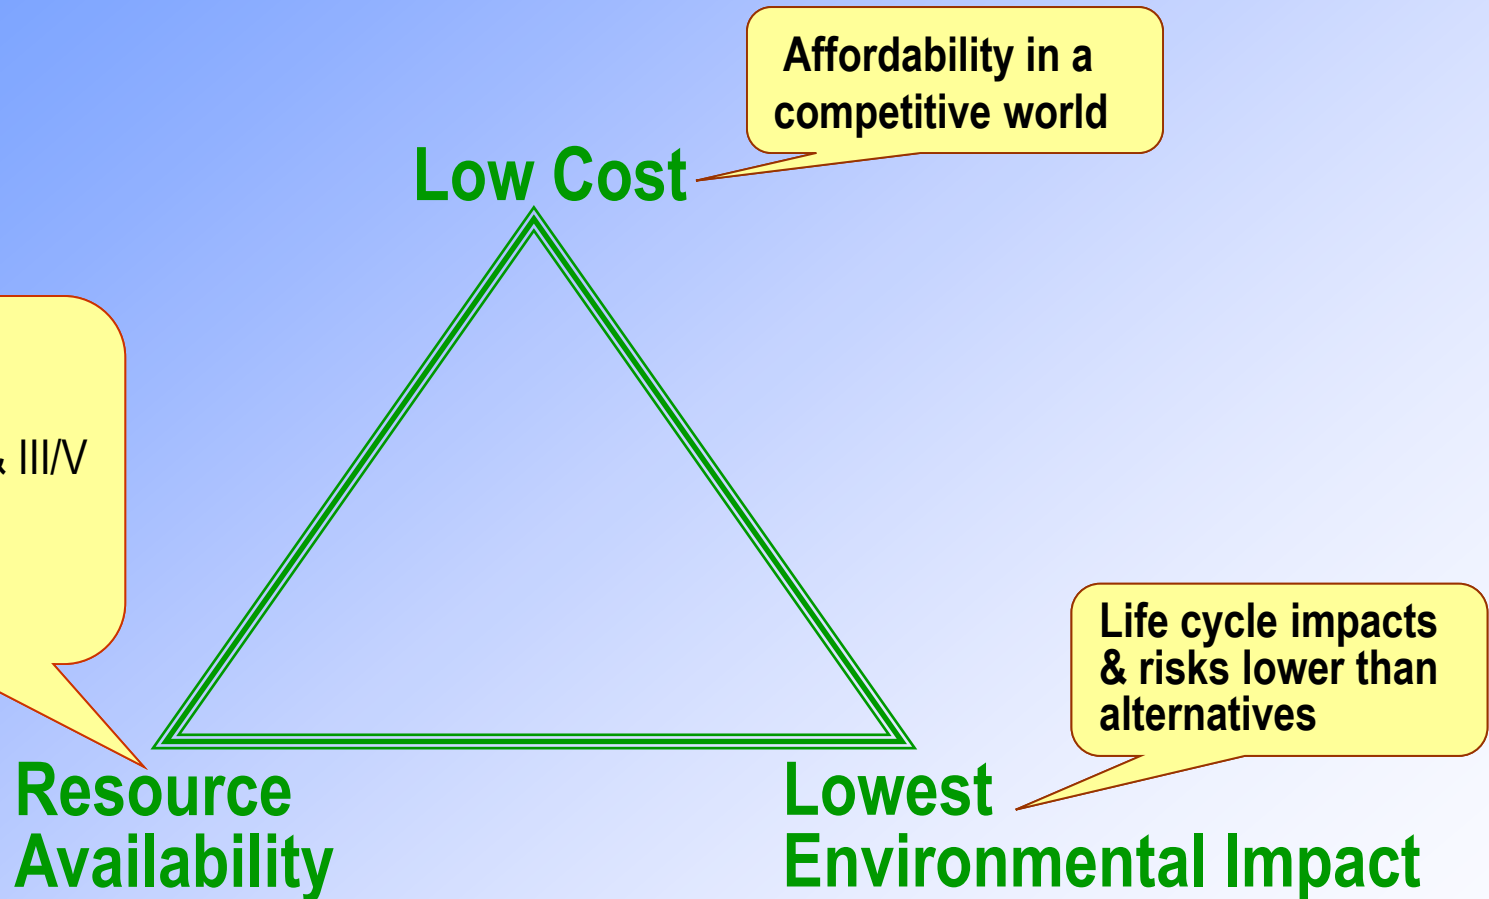 Affordability in a
competitive world
Low Cost
& III/V
Life cycle impacts
& risks lower than
alternatives
Resource
Availability
Lowest
Environmental Impact